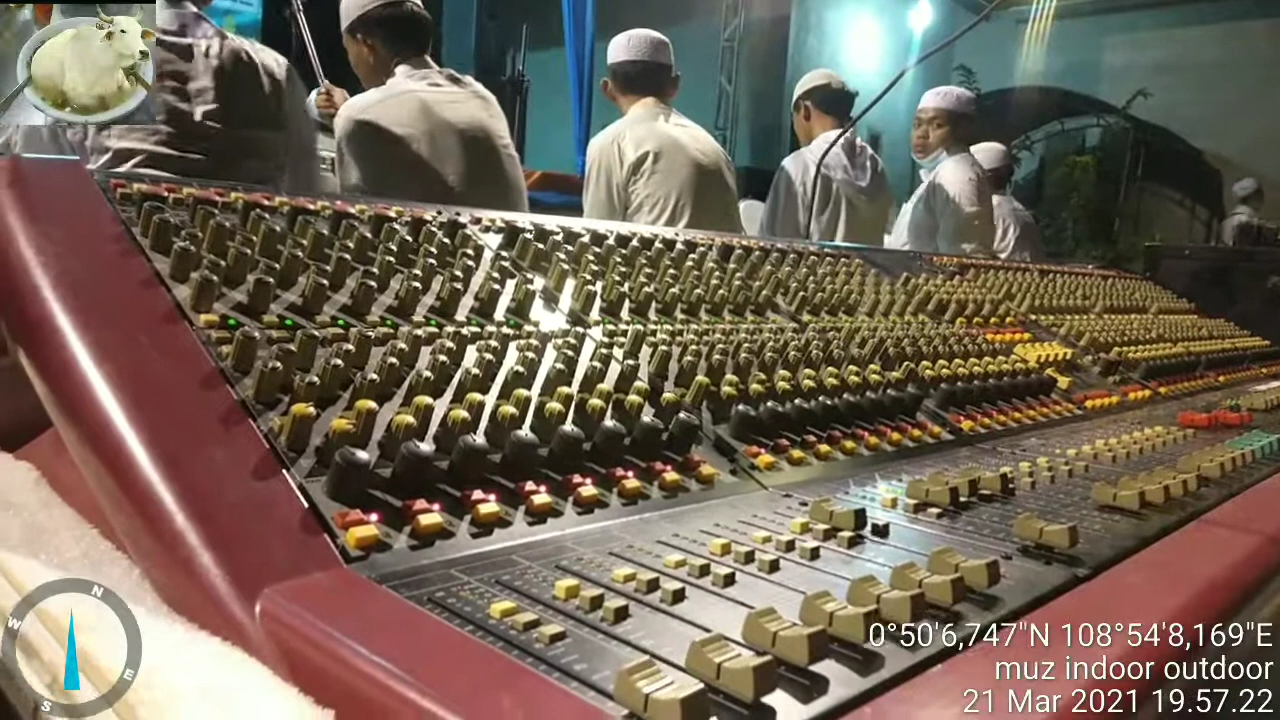 N
W
E
S
0°50'6,747"N 108°54'8,169"E
muz indoor outdoor
21 Mar 2021 19.57.22